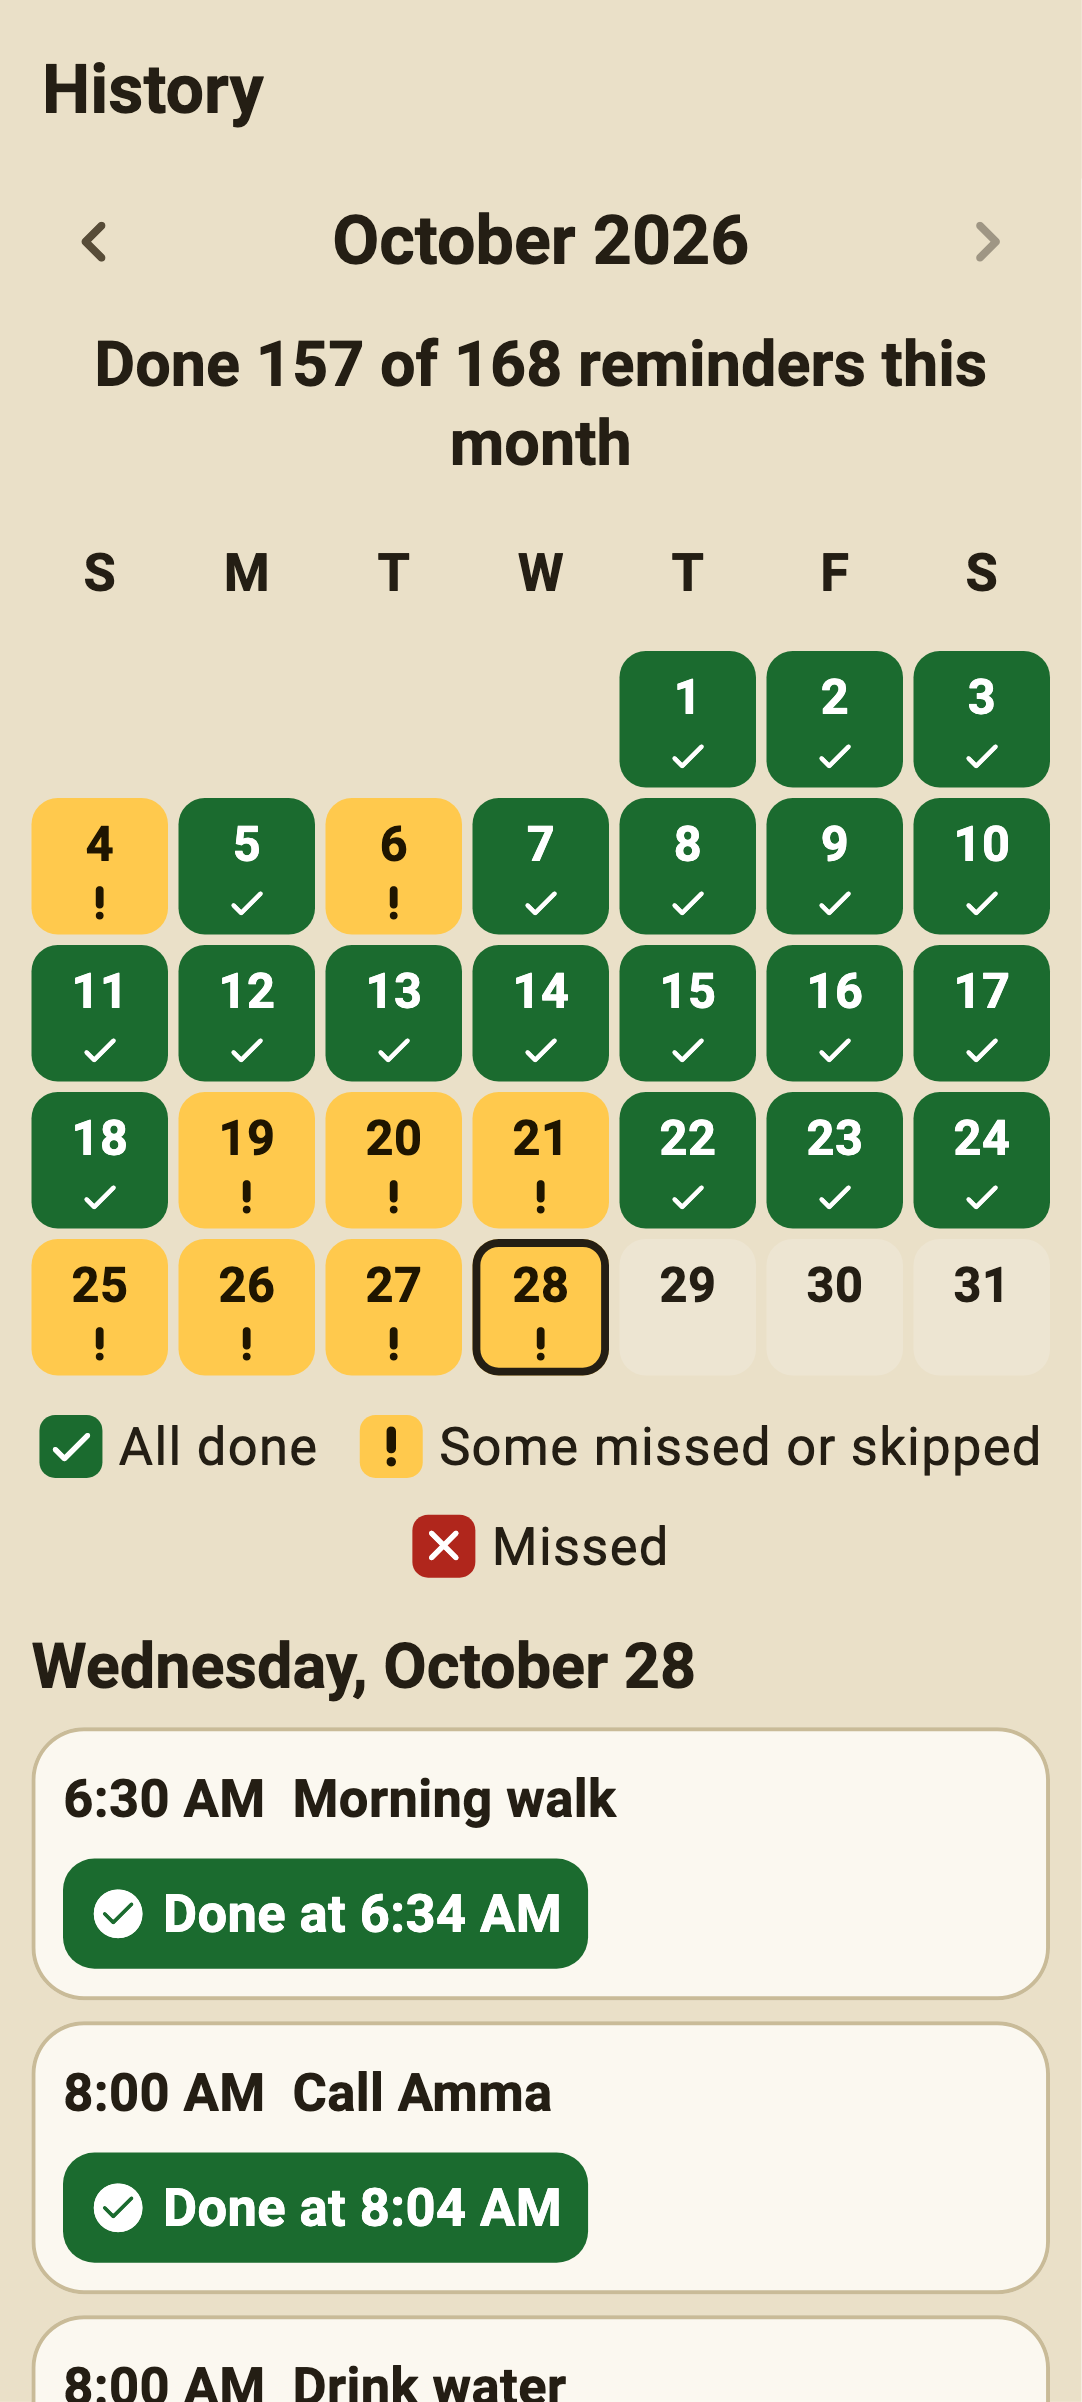 History
October 2026
Done 157 of 168 reminders this
month
S M T W T F S
1 2 3
4 5 6 7 8 9 10
11 12 13 14 15 16 17
18 19 20 21 22 23 24
25 26 27 28 29 30 31
All done Some missed or skipped
Missed
Wednesday, October 28
6:30 AM Morning walk
Done at 6:34 AM
8:00 AM Call Amma
Done at 8:04 AM
8:00 AM Drink water